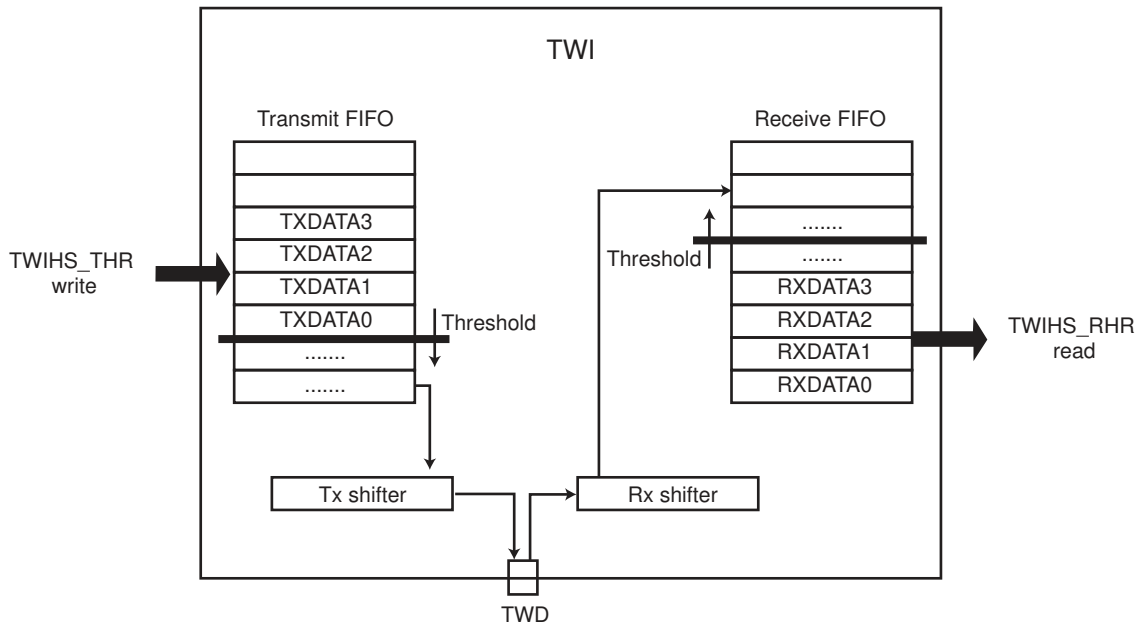 TWI
Transmit FIFO
TXDATA3
TXDATA2
TXDATA1
TXDATA0
.......
.......
TWIHS_THR
write
Threshold
Receive FIFO
.......
.......
RXDATA3
RXDATA2
RXDATA1
RXDATA0
Threshold
TWIHS_RHR
read
Tx shifter
Rx shifter
TWD